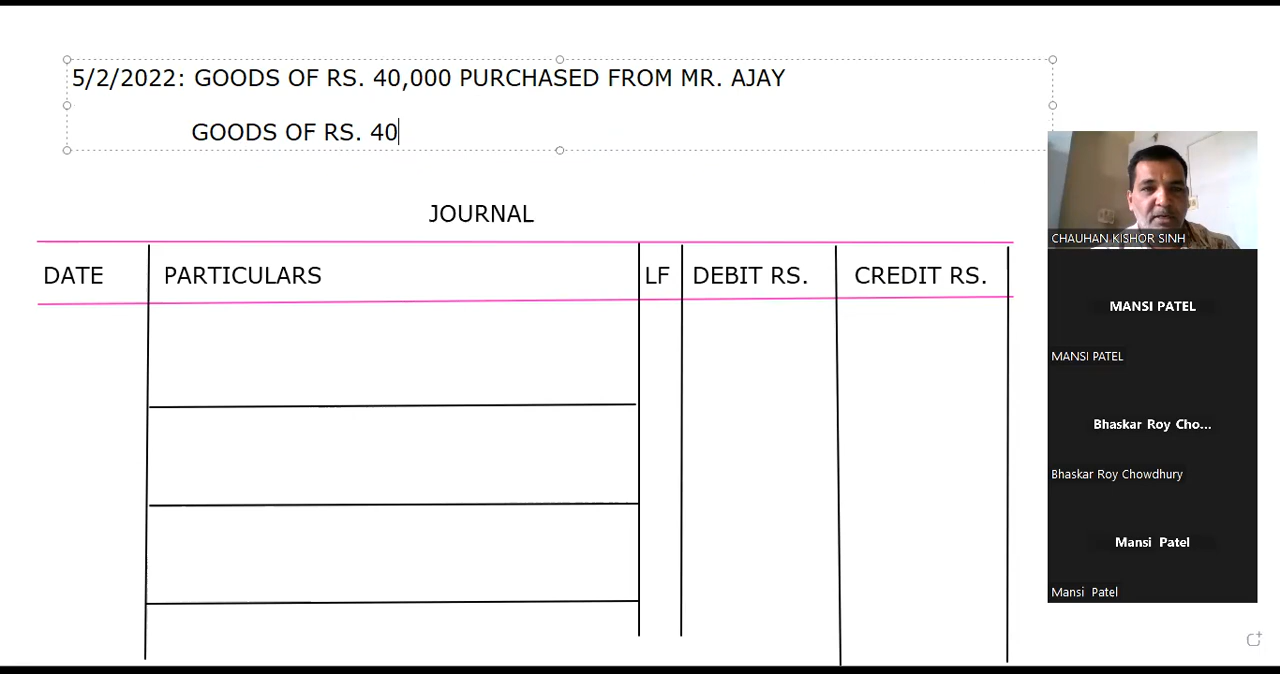 5/2/2022: GOODS OF RS. 40,000 PURCHASED FROM MR. AJAY
GOODS OF RS. 40
JOURNAL
DATE PARTICULARS LF DEBIT RS. CREDIT RS.
CHAUHAN KISHOR SINH
MANSI PATEL
MANSI PATEL
Bhaskar Roy Cho...
Bhaskar Roy Chowdhury
Mansi Patel
Mansi Patel